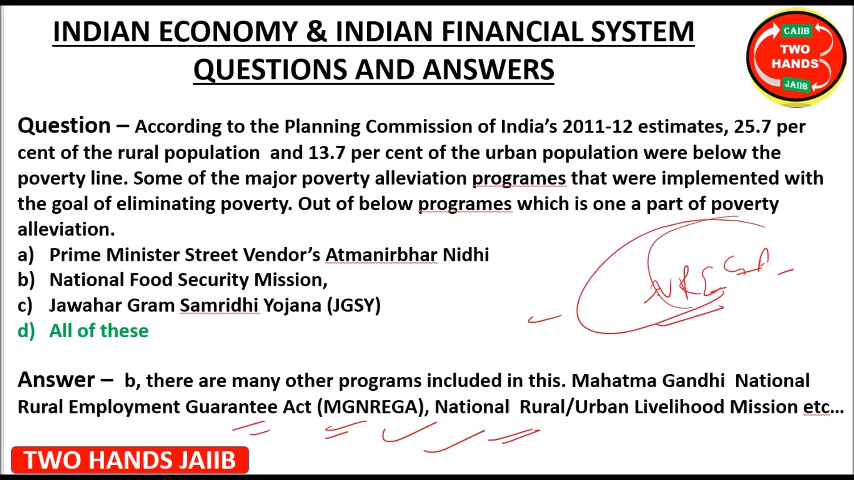 INDIAN ECONOMY & INDIAN FINANCIAL SYSTEM
QUESTIONS AND ANSWERS
CAIIB
TWO
HANDS
JAIIB
Question – According to the Planning Commission of India's 2011-12 estimates, 25.7 per
cent of the rural population and 13.7 per cent of the urban population were below the
poverty line. Some of the major poverty alleviation programes that were implemented with
the goal of eliminating poverty. Out of below programes which is one a part of poverty
alleviation.
a) Prime Minister Street Vendor's Atmanirbhar Nidhi
b) National Food Security Mission,
c) Jawahar Gram Samridhi Yojana (JGSY)
d) All of these
NREGA
Answer – b, there are many other programs included in this. Mahatma Gandhi National
Rural Employment Guarantee Act (MGNREGA), National Rural/Urban Livelihood Mission etc...
TWO HANDS JAIIB